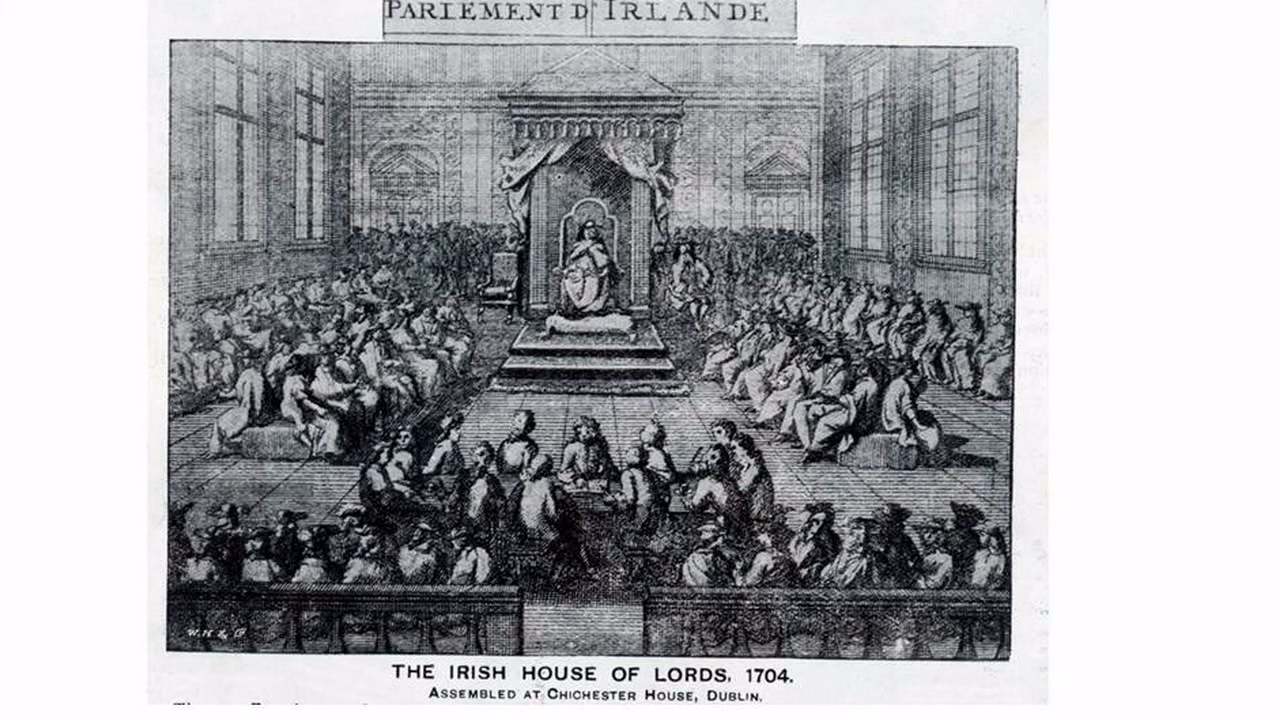 PARLEMENT D' IRLANDE
THE IRISH HOUSE OF LORDS, 1704.
ASSEMBLED AT CHICHESTER HOUSE, DUBLIN.